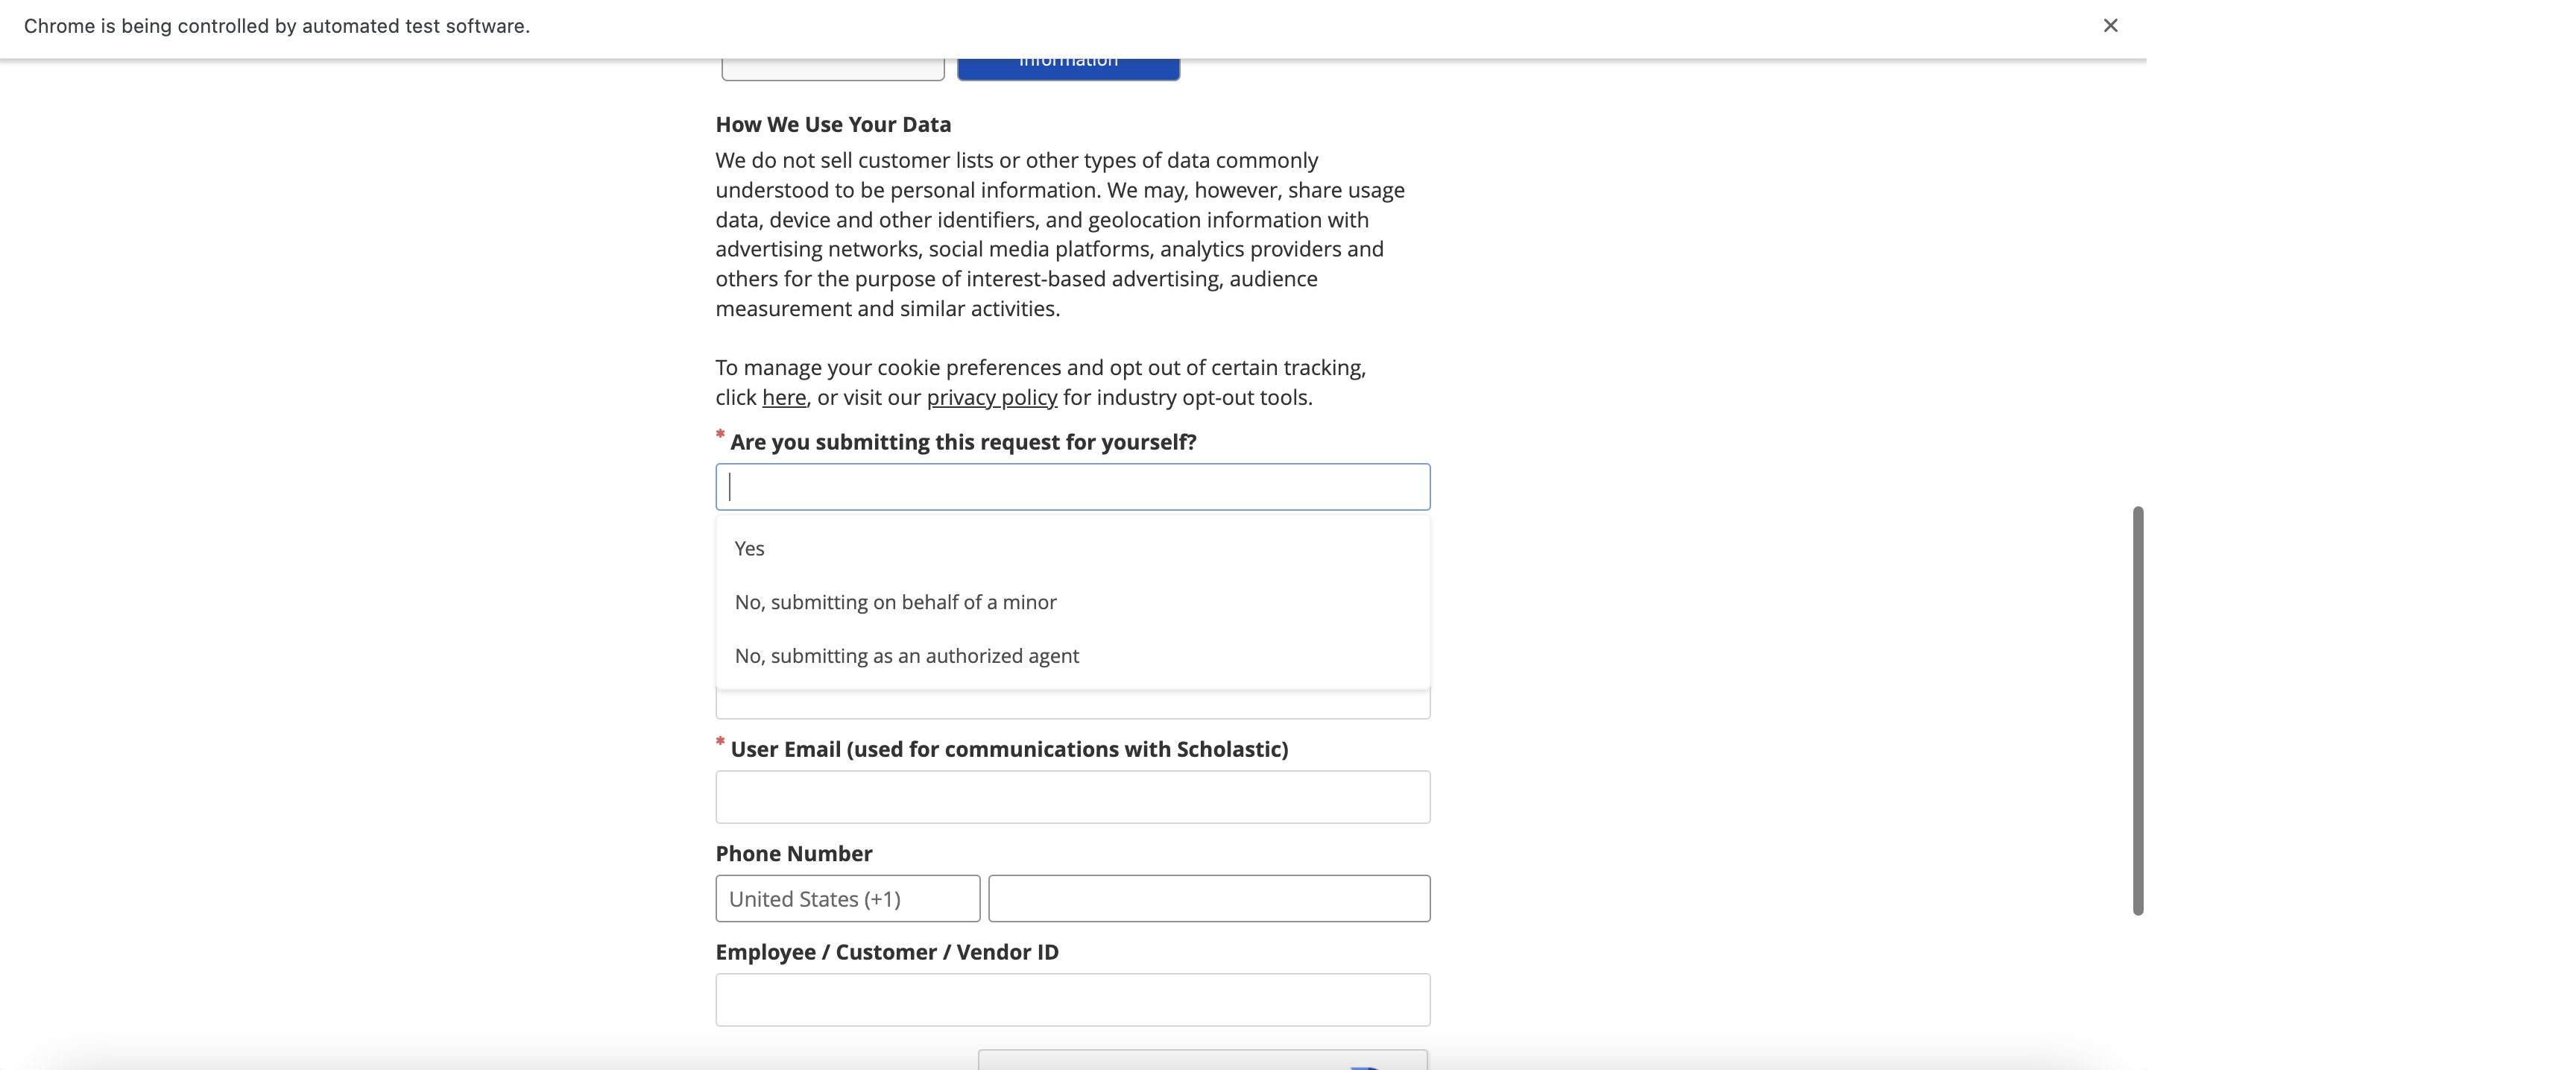 Chrome is being controlled by automated test software.
Information
How We Use Your Data
We do not sell customer lists or other types of data commonly
understood to be personal information. We may, however, share usage
data, device and other identifiers, and geolocation information with
advertising networks, social media platforms, analytics providers and
others for the purpose of interest-based advertising, audience
measurement and similar activities.
To manage your cookie preferences and opt out of certain tracking,
click here, or visit our privacy policy for industry opt-out tools.
* Are you submitting this request for yourself?
Yes
No, submitting on behalf of a minor
No, submitting as an authorized agent
* User Email (used for communications with Scholastic)
Phone Number
United States (+1)
Employee / Customer / Vendor ID